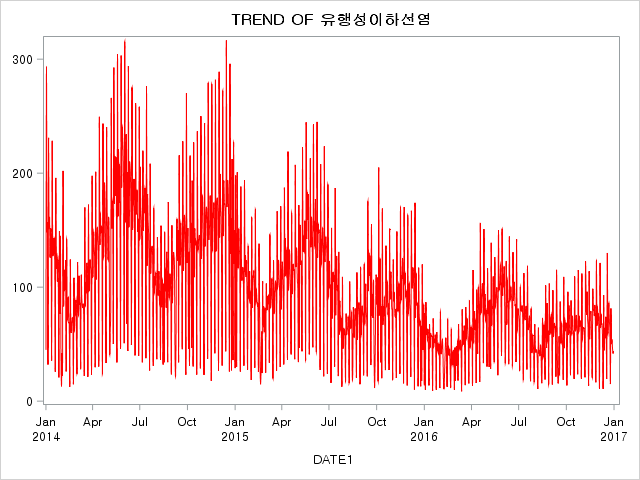 TREND OF 유행성이하선염
300
200
100
0
Jan Apr Jul Oct Jan Apr Jul Oct Jan Apr Jul Oct Jan
2014 2015 2016 2017
DATE1